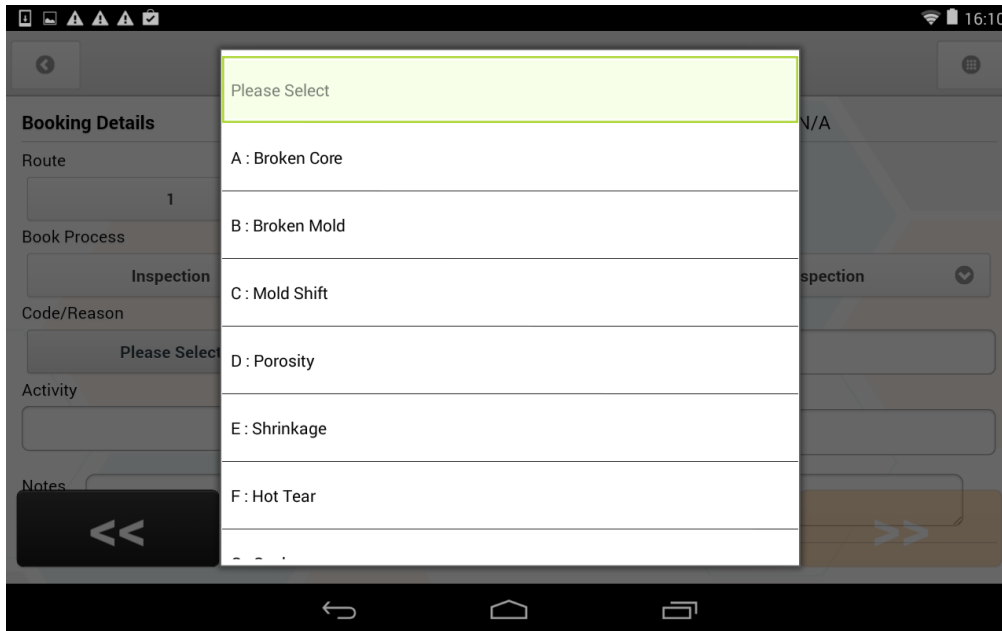 16:10
Please Select
Booking Details
N/A
Route
A : Broken Core
1
B : Broken Mold
Book Process
Inspection
spection
C : Mold Shift
Code/Reason
Please Select
D : Porosity
Activity
E : Shrinkage
Notes
F : Hot Tear
<< >>